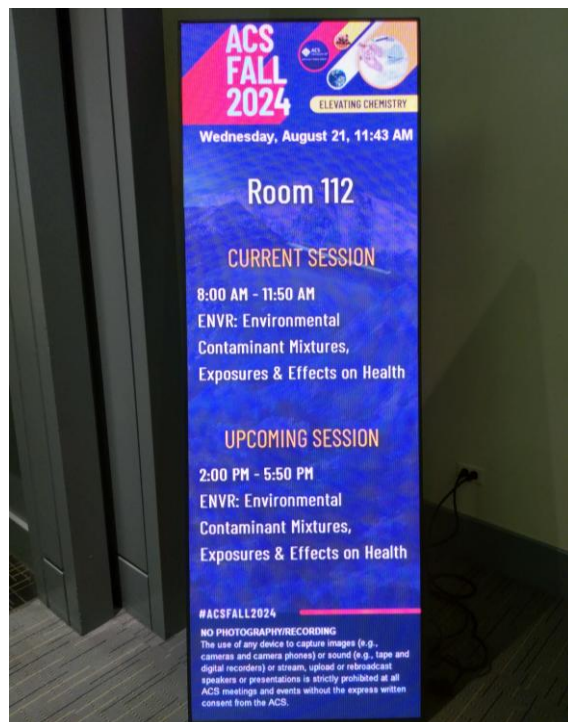 ACS
FALL
2024
ACS
ELEVATING CHEMISTRY
Wednesday, August 21, 11:43 AM
Room 112
CURRENT SESSION
8:00 AM - 11:50 AM
ENVR: Environmental
Contaminant Mixtures,
Exposures & Effects on Health
UPCOMING SESSION
2:00 PM - 5:50 PM
ENVR: Environmental
Contaminant Mixtures,
Exposures & Effects on Health
#ACSFALL2024
NO PHOTOGRAPHY/RECORDING
The use of any device to capture images (e.g.,
cameras and camera phones) or sound (e.g., tape and
digital recorders) or stream, upload or rebroadcast
speakers or presentations is strictly prohibited at all
ACS meetings and events without the express written
consent from the ACS.